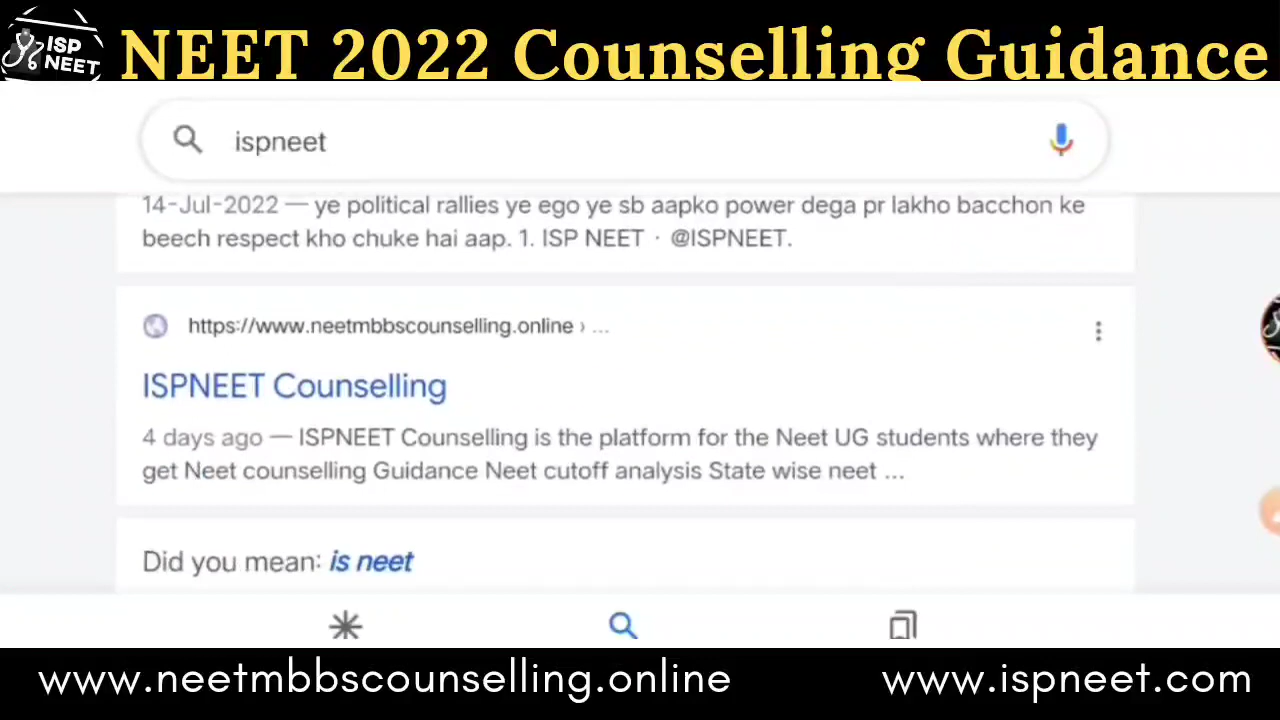 ISP
NEET
NEET 2022 Counselling Guidance
ispneet
14-Jul-2022 — ye political rallies ye ego ye sb aapko power dega pr lakho bacchon ke
beech respect kho chuke hai aap. 1. ISP NEET · @ISPNEET.
https://www.neetmbbscounselling.online › ...
ISPNEET Counselling
4 days ago — ISPNEET Counselling is the platform for the Neet UG students where they
get Neet counselling Guidance Neet cutoff analysis State wise neet ...
Did you mean: is neet
www.neetmbbscounselling.online www.ispneet.com